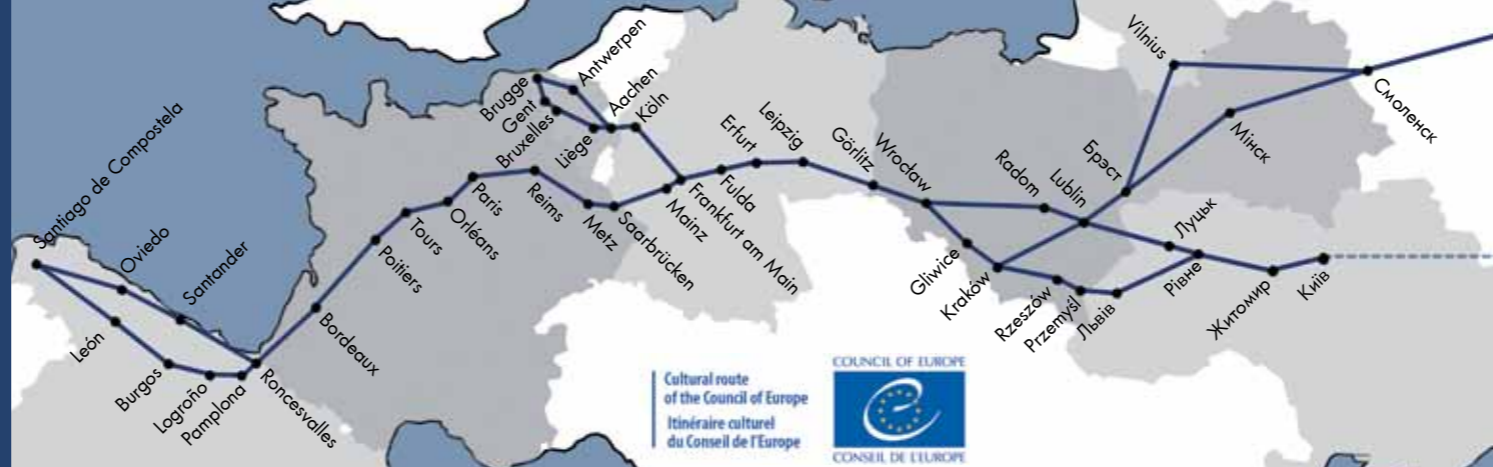 Santiago de Compostela
Oviedo
Santander
León
Burgos
Logroño
Pamplona
Roncesvalles
Bordeaux
Poitiers
Tours
Orléans
Paris
Reims
Metz
Saarbrücken
Mainz
Frankfurt am Main
Brugge
Gent
Bruxelles
Liège
Antwerpen
Aachen
Köln
Fulda
Erfurt
Leipzig
Görlitz
Wrocław
Gliwice
Kraków
Rzeszów
Przemyśl
Львів
Radom
Lublin
Брэст
Vilnius
Мінск
Смоленск
Луцьк
Рівне
Житомир
Київ
Cultural route
of the Council of Europe
Itinéraire culturel
du Conseil de l'Europe
COUNCIL OF EUROPE
CONSEIL DE L'EUROPE